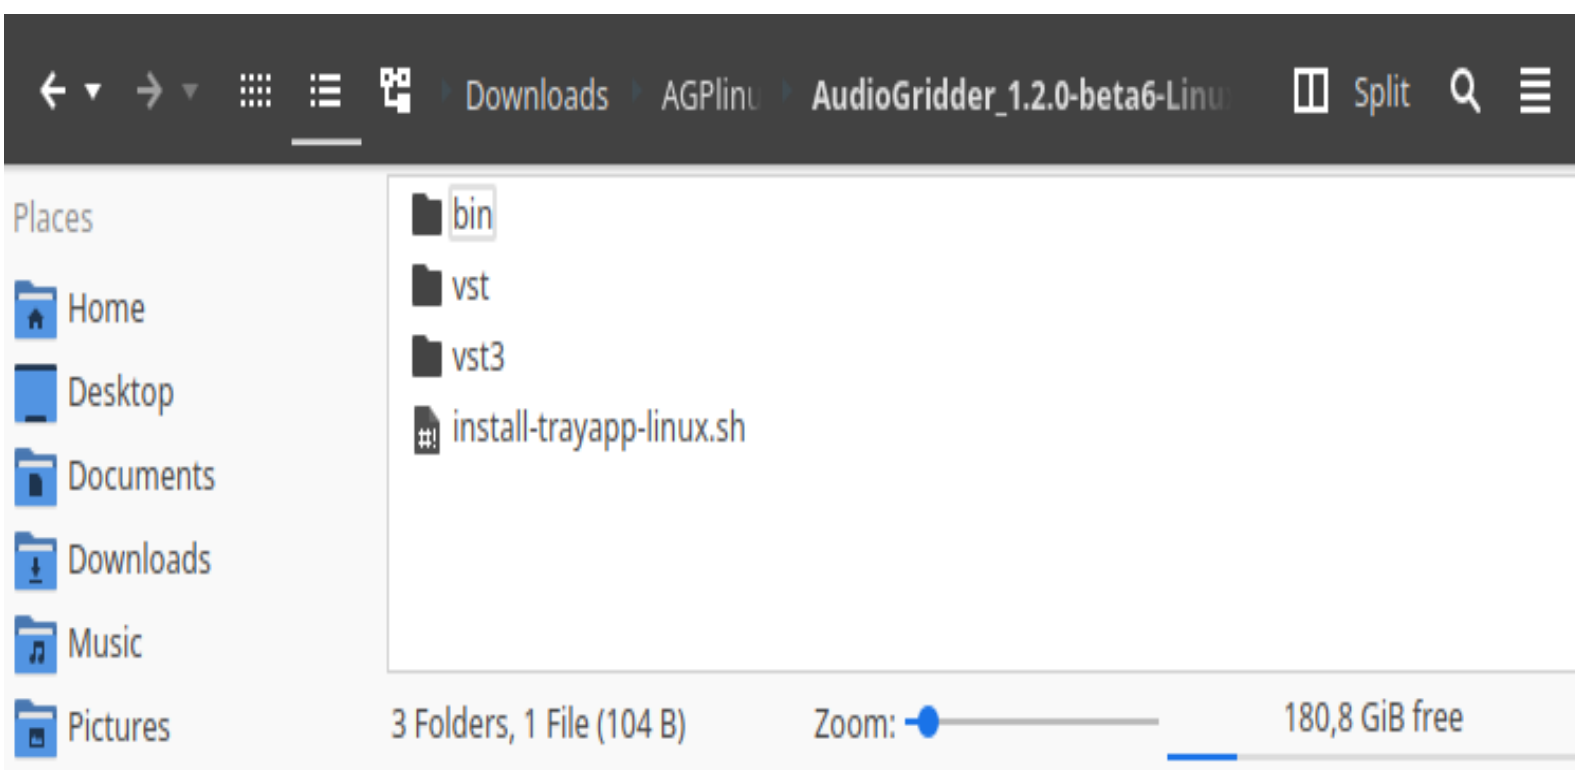 Downloads AGPlinu AudioGridder_1.2.0-beta6-Linu Split
Places
Home
Desktop
Documents
Downloads
Music
Pictures
bin
vst
vst3
install-trayapp-linux.sh
3 Folders, 1 File (104 B) Zoom: 180,8 GiB free